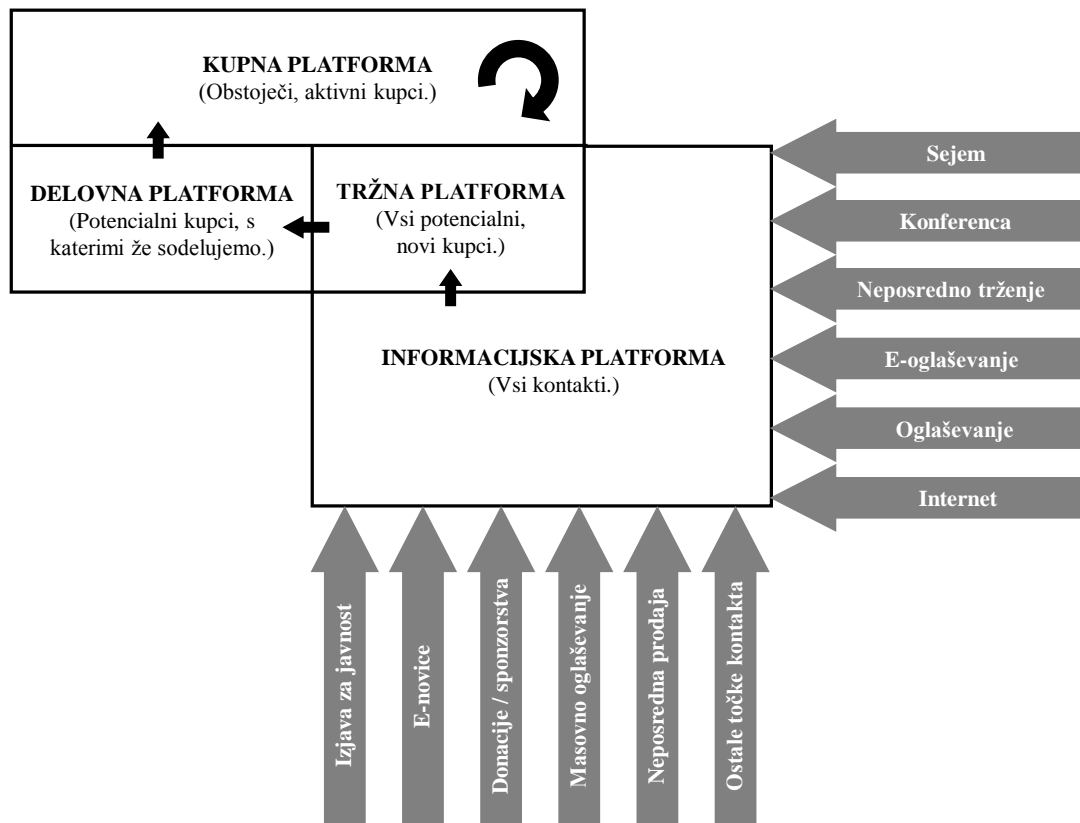 KUPNA PLATFORMA
(Obstoječi, aktivni kupci.)
DELOVNA PLATFORMA
(Potencialni kupci, s
katerimi že sodelujemo.)
TRŽNA PLATFORMA
(Vsi potencialni,
novi kupci.)
INFORMACIJSKA PLATFORMA
(Vsi kontakti.)
Sejem
Konferenca
Neposredno trženje
E-oglaševanje
Oglaševanje
Internet
Izjava za javnost
E-novice
Donacije / sponzorstva
Masovno oglaševanje
Neposredna prodaja
Ostale točke kontakta